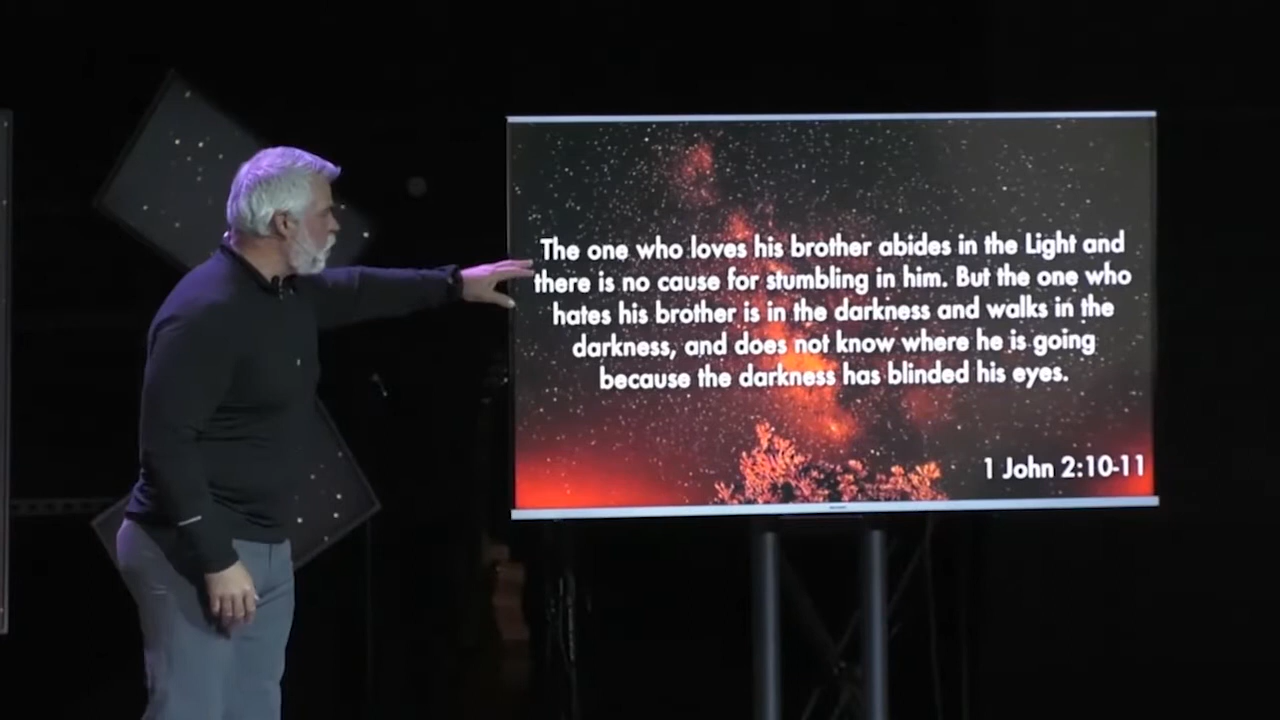 The one who loves his brother abides in the Light and
there is no cause for stumbling in him. But the one who
hates his brother is in the darkness and walks in the
darkness, and does not know where he is going
because the darkness has blinded his eyes.
1 John 2:10-11